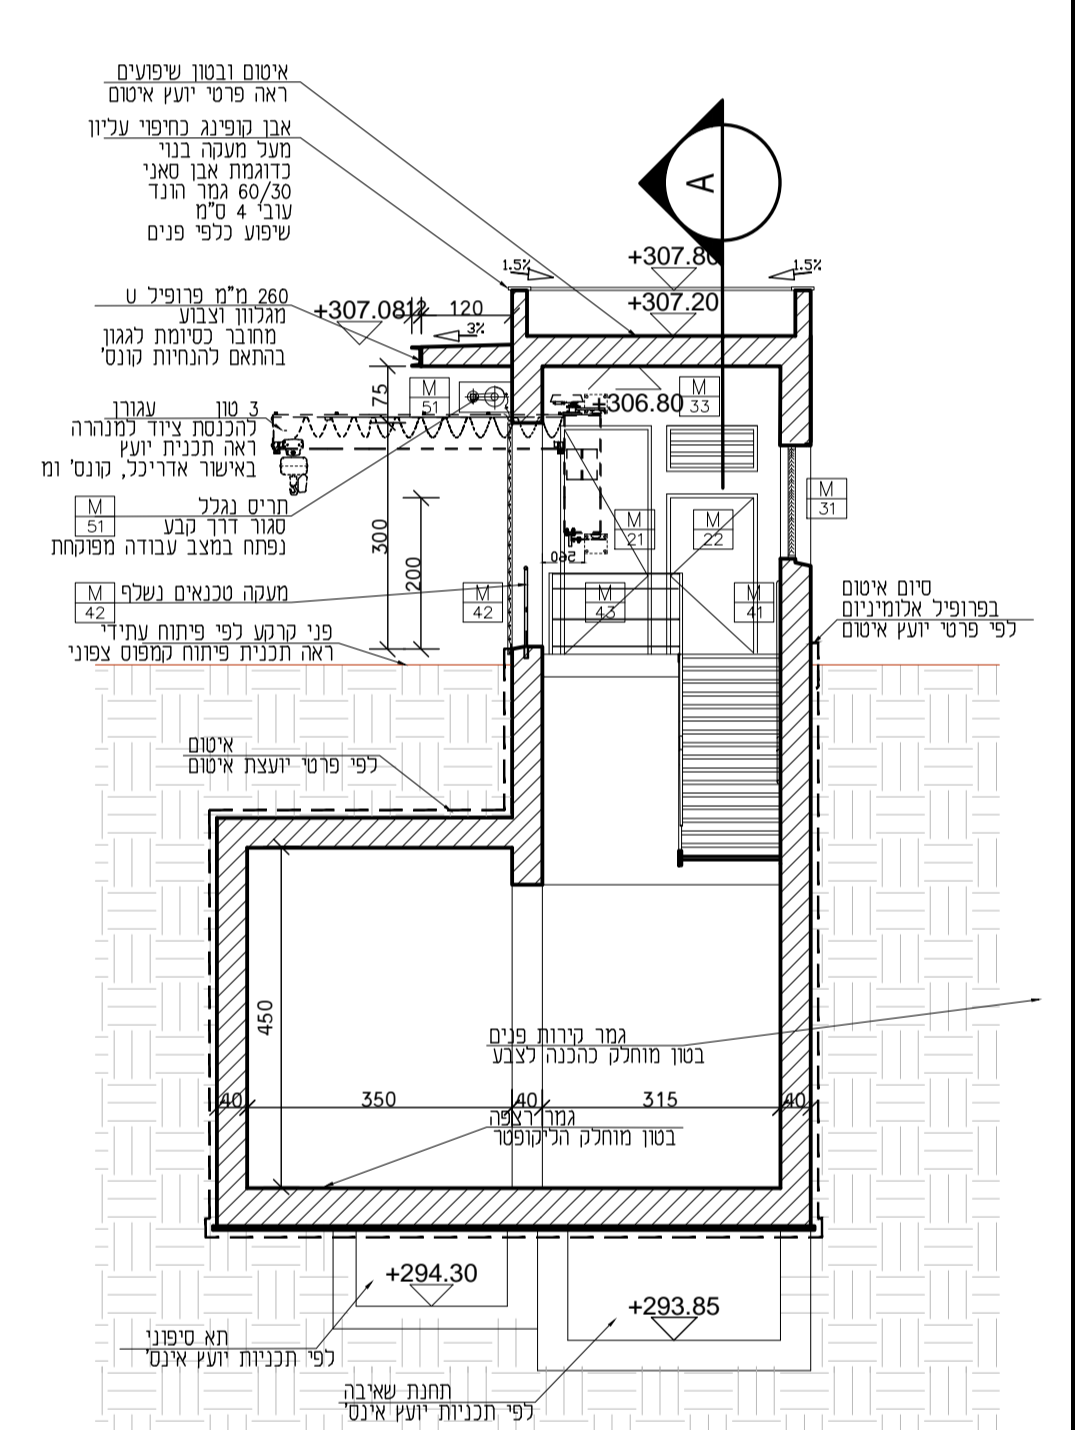 איטום ובטון שיפועים
ראה פרטי יועץ איטום
אבן קופינג כחיפוי עליון
מעל מעקה בנוי
כדוגמת אבן סאני
60/30 גמר הונד
עובי 4 ס"מ
שיפוע כלפי פנים
A
+307.80
1.5%
1.5%
+307.20
260 מ"מ פרופיל U
מגלוון וצבוע
מחובר כסיומת לגגון
בהתאם להנחיות קונס'
+307.08
12
120
3%
75
M
51
+306.80
M
33
3 טון עגורן
להכנסת ציוד למנהרה
ראה תכנית יועץ
באישור אדריכל, קונס' ומ
M
51
תריס נגלל
סגור דרך קבע
נפתח במצב עבודה מפוקחת
300
200
M
21
M
22
M
31
260
M
42
מעקה טכנאים נשלף
M
42
M
43
M
41
סיום איטום
בפרופיל אלומיניום
לפי פרטי יועץ איטום
פני קרקע לפי פיתוח עתידי
ראה תכנית פיתוח קמפוס צפוני
איטום
לפי פרטי יועצת איטום
450
גמר קירות פנים
בטון מוחלק כהכנה לצבע
40
350
40
315
40
גמר רצפה
בטון מוחלק הליקופטר
+294.30
+293.85
תא סיפוני
לפי תכניות יועץ אינס'
תחנת שאיבה
לפי תכניות יועץ אינס'